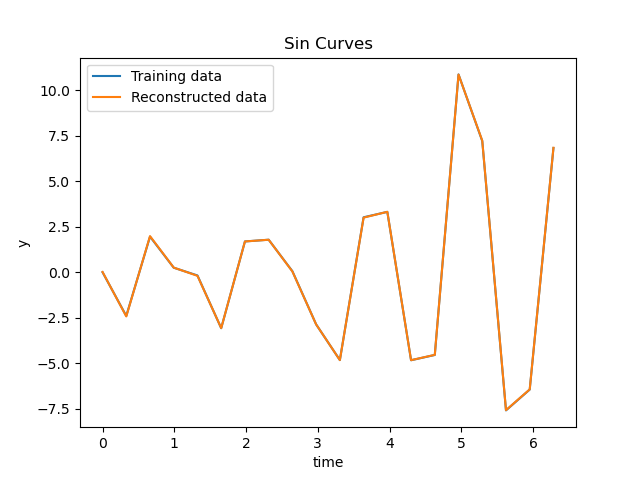 Sin Curves
Training data
Reconstructed data
10.0
7.5
5.0
2.5
0.0
−2.5
−5.0
−7.5
y
0 1 2 3 4 5 6
time